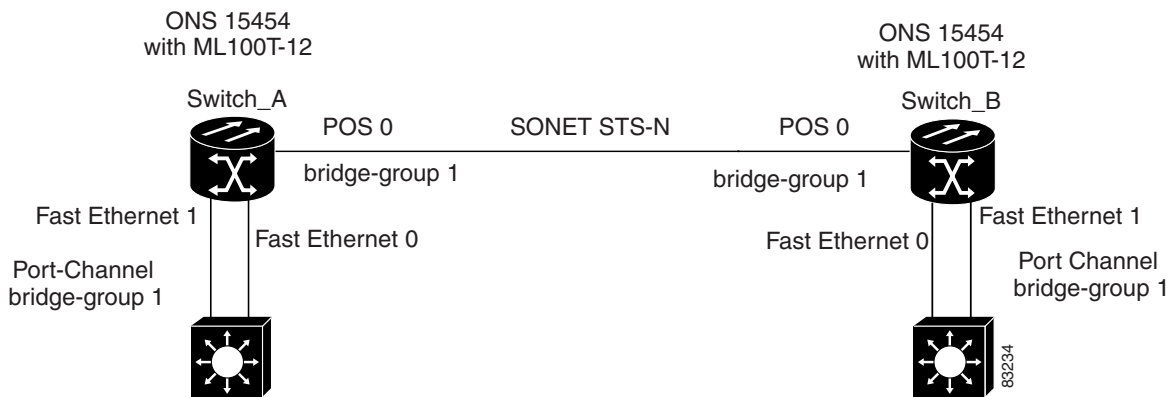 ONS 15454
with ML100T-12
ONS 15454
with ML100T-12
Switch_A
Switch_B
POS 0
SONET STS-N
POS 0
bridge-group 1
bridge-group 1
Fast Ethernet 1
Fast Ethernet 0
Fast Ethernet 0
Fast Ethernet 1
Port-Channel
bridge-group 1
Port Channel
bridge-group 1
83234